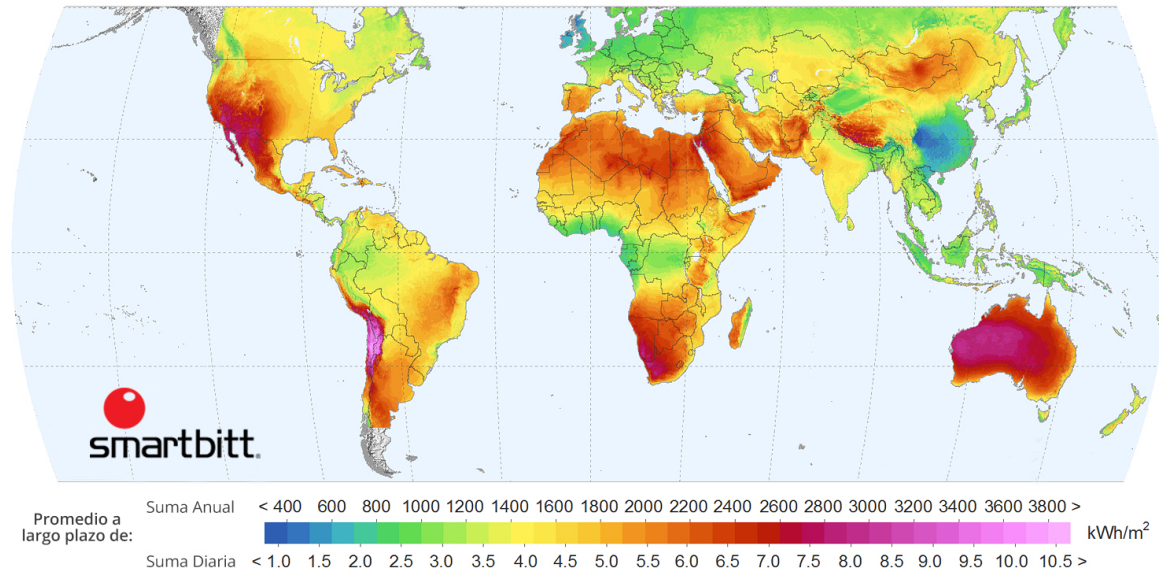 smartbitt.
Suma Anual < 400 600 800 1000 1200 1400 1600 1800 2000 2200 2400 2600 2800 3200 3400 3600 3800 >
Promedio a
largo plazo de:
kWh/m²
Suma Diaria < 1.0 1.5 2.0 2.5 3.0 3.5 4.0 4.5 5.0 5.5 6.0 6.5 7.0 7.5 8.0 8.5 9.0 9.5 10.0 10.5 >